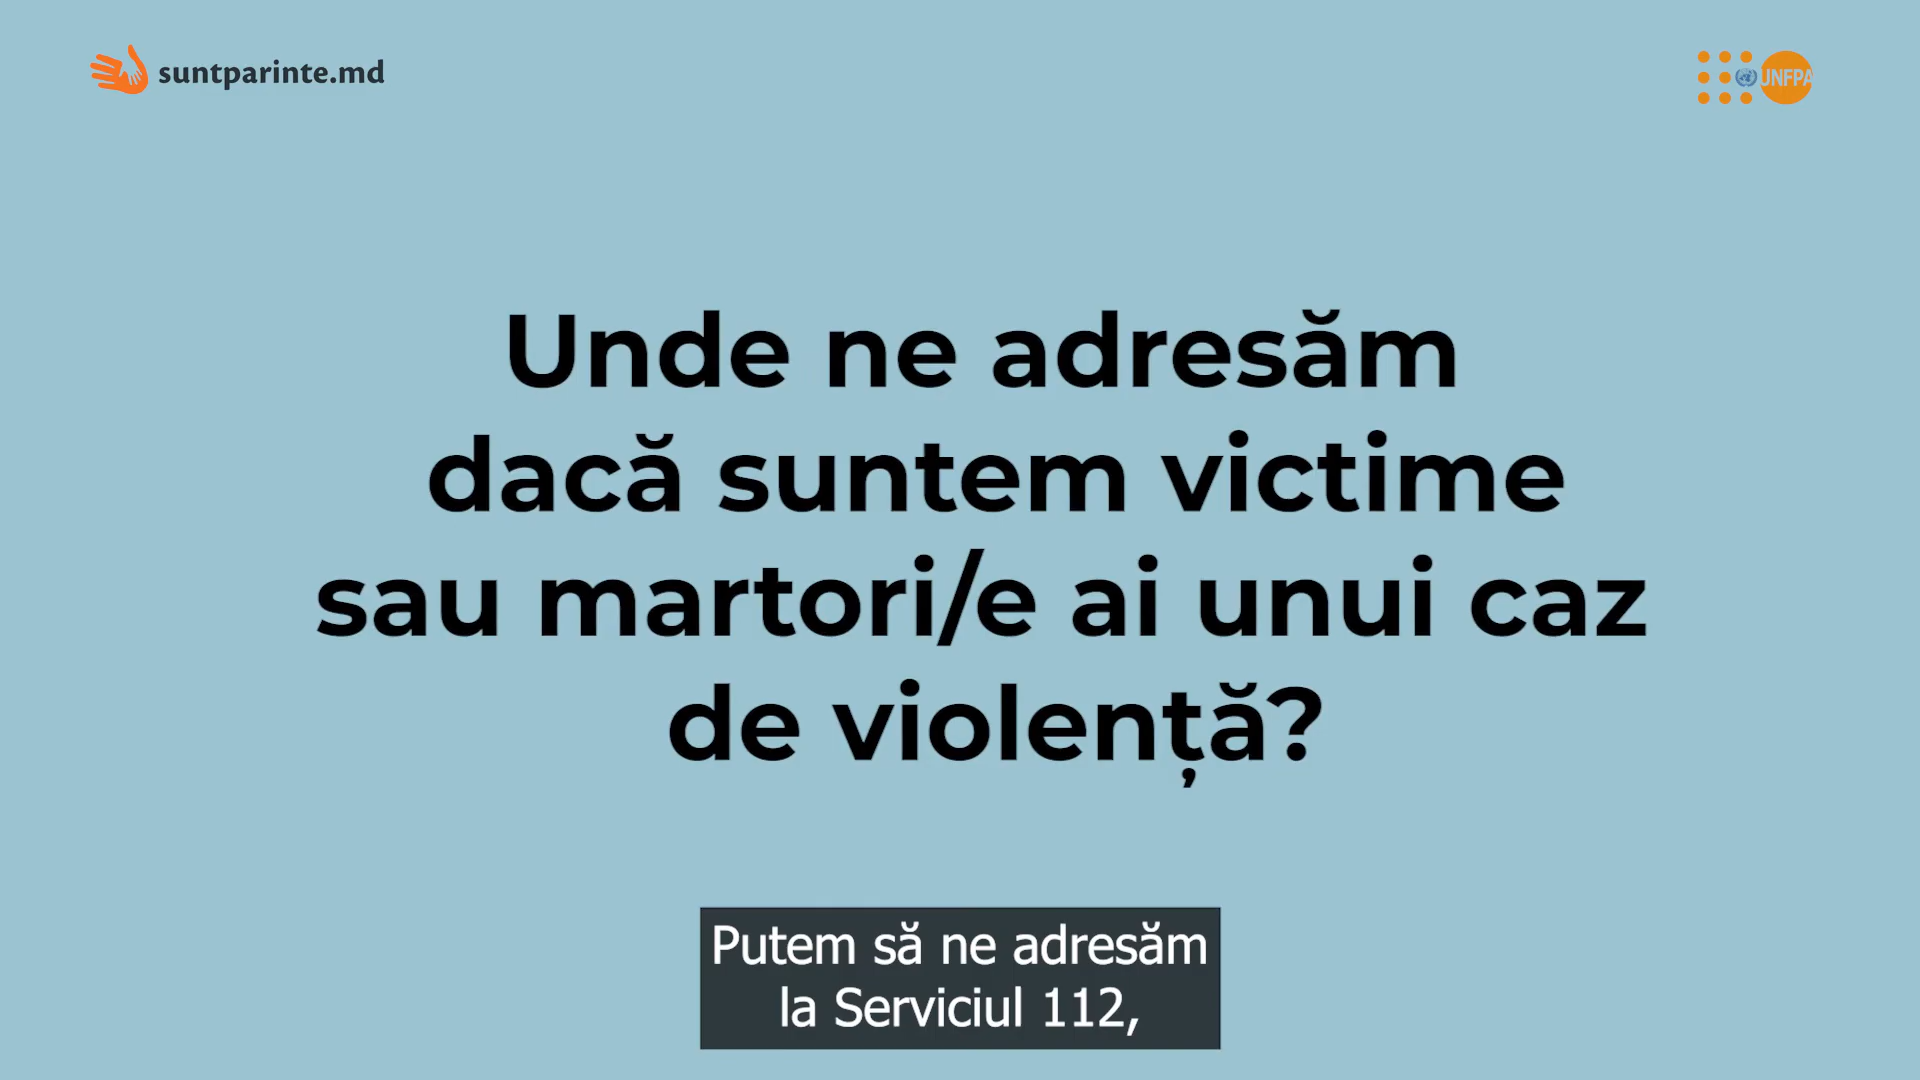 suntparinte.md
UNFPA
Unde ne adresăm
dacă suntem victime
sau martori/e ai unui caz
de violență?
Putem să ne adresăm
la Serviciul 112,